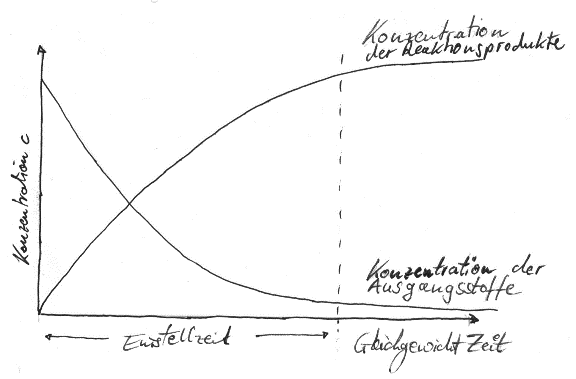 Konzentration
der Reaktionsprodukte
Konzentration c
Konzentration der
Ausgangsstoffe
Einstellzeit
Gleichgewicht Zeit